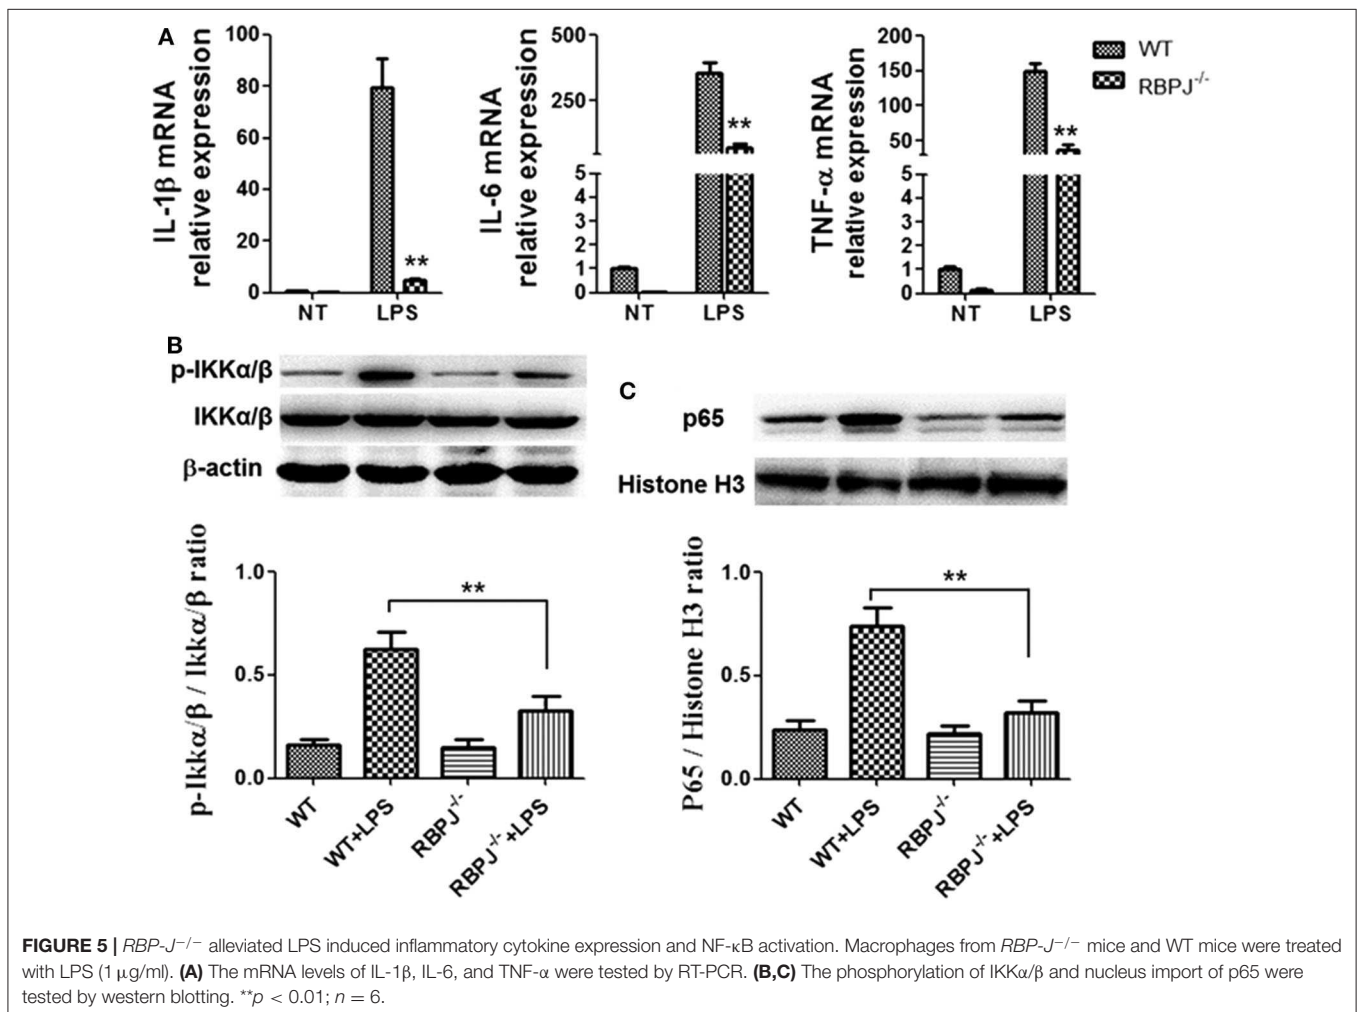 A
IL-1β mRNA
relative expression
100
80
60
40
20
0
NT
LPS
**
IL-6 mRNA
relative expression
500
250
5
4
3
2
1
0
NT
LPS
**
TNF-α mRNA
relative expression
200
150
100
50
5
4
3
2
1
0
NT
LPS
**
WT
RBPJ-/-
B
p-IKKα/β
IKKα/β
β-actin
C
p65
Histone H3
p-Ikkα/β / Ikkα/β ratio
1.0
0.5
0.0
**
WT
WT+LPS
RBPJ-/-
RBPJ-/-+LPS
P65 / Histone H3 ratio
1.0
0.5
0.0
**
WT
WT+LPS
RBPJ-/-
RBPJ-/-+LPS
FIGURE 5 | RBP-J−/− alleviated LPS induced inflammatory cytokine expression and NF-κB activation. Macrophages from RBP-J−/− mice and WT mice were treated
with LPS (1 μg/ml). (A) The mRNA levels of IL-1β, IL-6, and TNF-α were tested by RT-PCR. (B,C) The phosphorylation of IKKα/β and nucleus import of p65 were
tested by western blotting. **p < 0.01; n = 6.